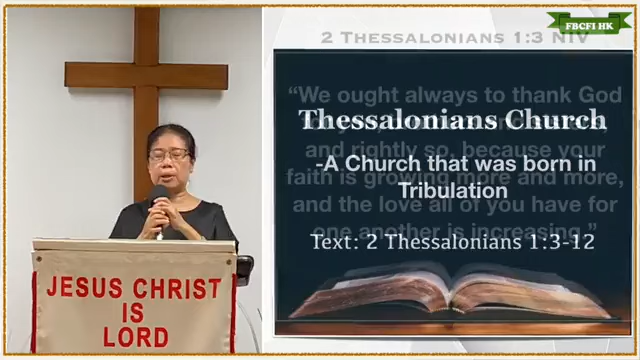 FBCFI HK
2 THESSALONIANS 1:3 NIV
"We ought always to thank God
and rightly so, because your
faith is growing more and more,
and the love all of you have for
one another is increasing."
Thessalonians Church
-A Church that was born in
Tribulation
Text: 2 Thessalonians 1:3-12
JESUS CHRIST
IS
LORD